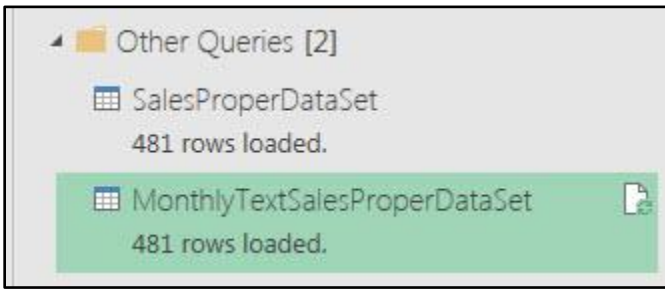 Other Queries [2]
SalesProperDataSet
481 rows loaded.
MonthlyTextSalesProperDataSet
481 rows loaded.